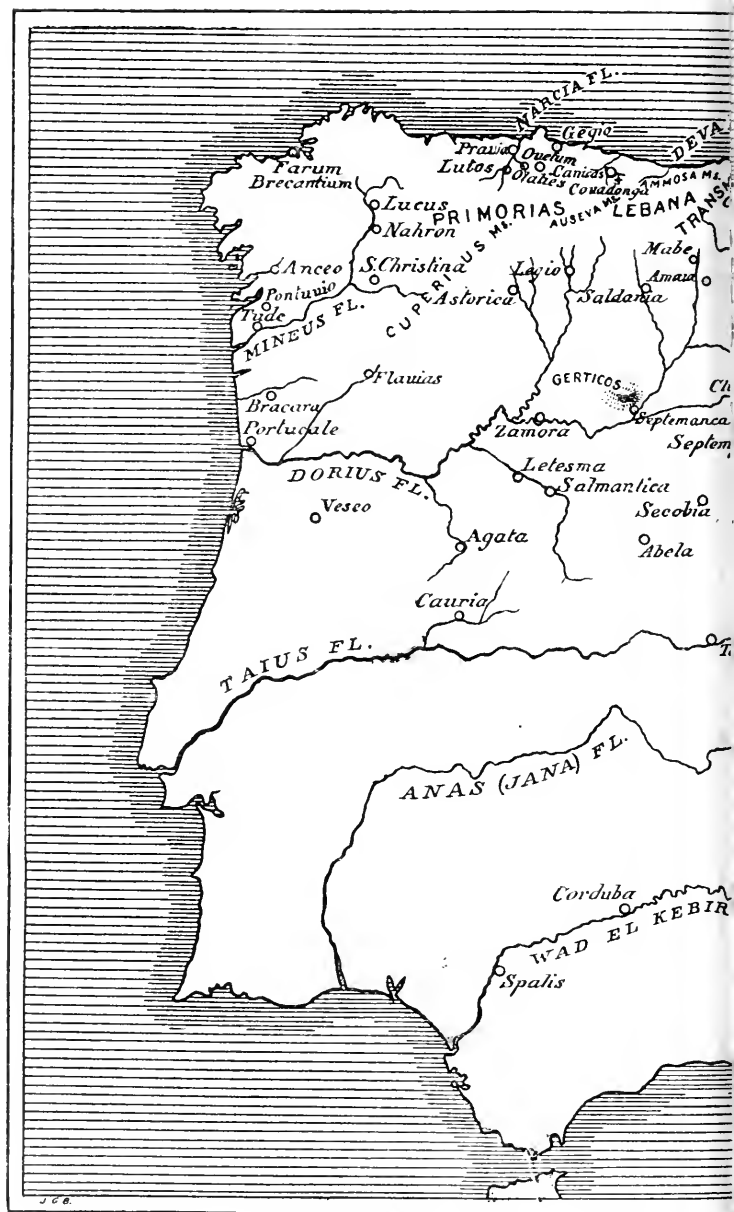 NARCIA FL.
Gegio
DEVA
Pravia
Ouetum
Farum
Brecantium
Lutos
Olalies
Canicas
Couadonga
AMMOSA Ms.
Lucus
PRIMORIAS
AUSEVA MS
LEBANA
TRANSM
Nahron
Mabe
Anceo
S. Christina
CUPERIUS Ms.
Legio
Amaia
Pontuvio
Astorica
Saldania
Tude
MINEUS FL.
Flavias
GERTICOS
Bracara
Septemanca
Portucale
Zamora
Septem
DORIUS FL.
Letesma
Salmantica
Veseo
Secobia
Agata
Abela
Cauria
TAIUS FL.
ANAS (JANA) FL.
Corduba
WAD EL KEBIR
Spalis
J C B.